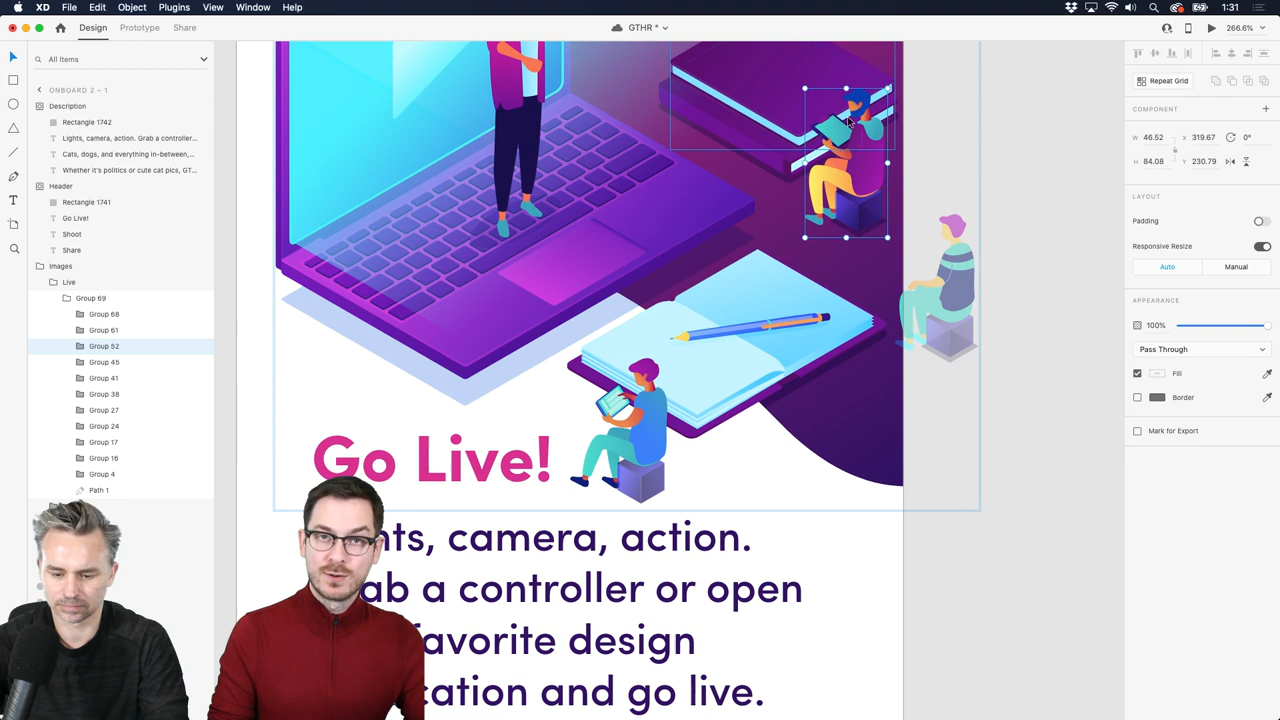 XD File Edit Object Plugins View Window Help 1:31
Design Prototype Share GTHR * 266.6%
All Items
ONBOARD 2 – 1
Description
Rectangle 1742
Lights, camera, action. Grab a controller...
Cats, dogs, and everything in-between,...
Whether it's politics or cute cat pics, GT...
Header
Rectangle 1741
Go Live!
Shoot
Share
Images
Live
Group 69
Group 68
Group 61
Group 52
Group 45
Group 41
Group 38
Group 27
Group 24
Group 17
Group 16
Group 4
Path 1
Go Live!
hts, camera, action.
ab a controller or open
favorite design
cation and go live.
Repeat Grid
COMPONENT
W 46.52 X 319.67 0°
H 84.08 Y 230.79
LAYOUT
Padding
Responsive Resize
Auto Manual
APPEARANCE
100%
Pass Through
Fill
Border
Mark for Export